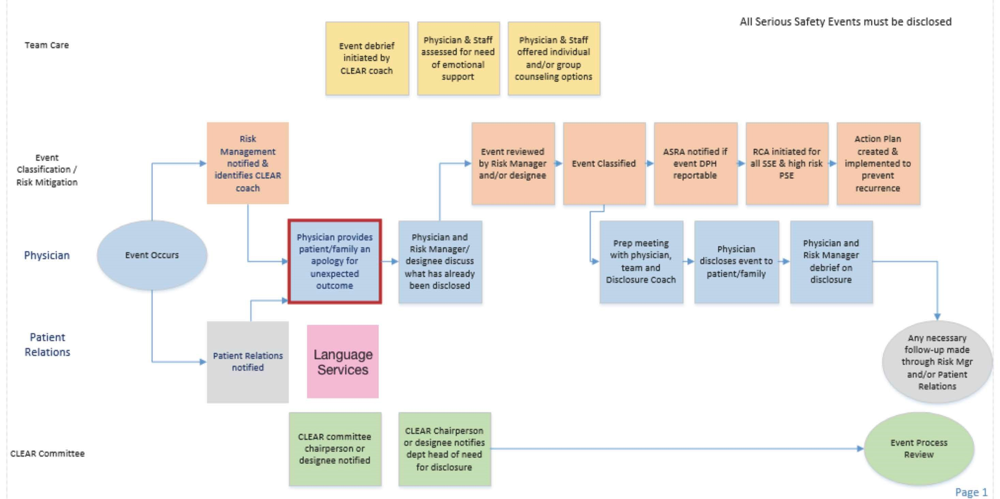 All Serious Safety Events must be disclosed
Team Care
Event debrief
initiated by
CLEAR coach
Physician & Staff
assessed for need
of emotional
support
Physician & Staff
offered individual
and/or group
counseling options
Event
Classification /
Risk Mitigation
Risk
Management
notified &
identifies CLEAR
coach
Event reviewed
by Risk Manager
and/or designee
Event Classified
ASRA notified if
event DPH
reportable
RCA initiated for
all SSE & high risk
PSE
Action Plan
created &
implemented to
prevent
recurrence
Physician
Event Occurs
Physician provides
patient/family an
apology for
unexpected
outcome
Physician and
Risk Manager/
designee discuss
what has already
been disclosed
Prep meeting
with physician,
team and
Disclosure Coach
Physician
discloses event to
patient/family
Physician and
Risk Manager
debrief on
disclosure
Patient
Relations
Patient Relations
notified
Language
Services
Any necessary
follow-up made
through Risk Mgr
and/or Patient
Relations
CLEAR Committee
CLEAR committee
chairperson or
designee notified
CLEAR Chairperson
or designee notifies
dept head of need
for disclosure
Event Process
Review
Page 1